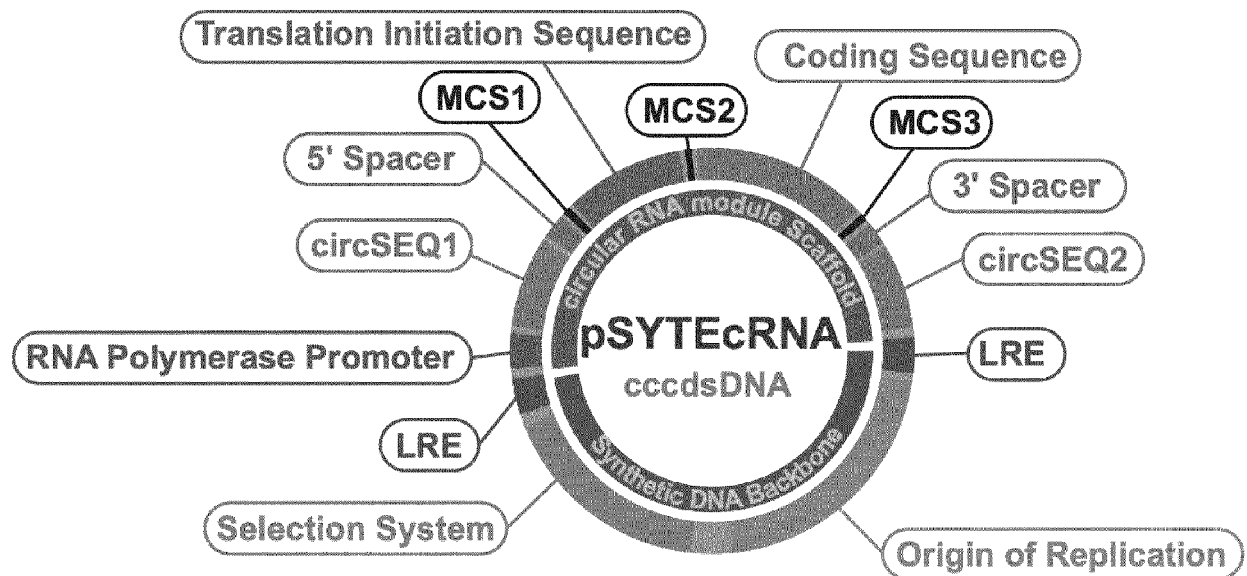 Translation Initiation Sequence
Coding Sequence
MCS1
MCS2
MCS3
5' Spacer
3' Spacer
circSEQ1
circSEQ2
circular RNA module Scaffold
pSYTEcRNA
cccdsDNA
RNA Polymerase Promoter
LRE
LRE
Synthetic DNA Backbone
Selection System
Origin of Replication